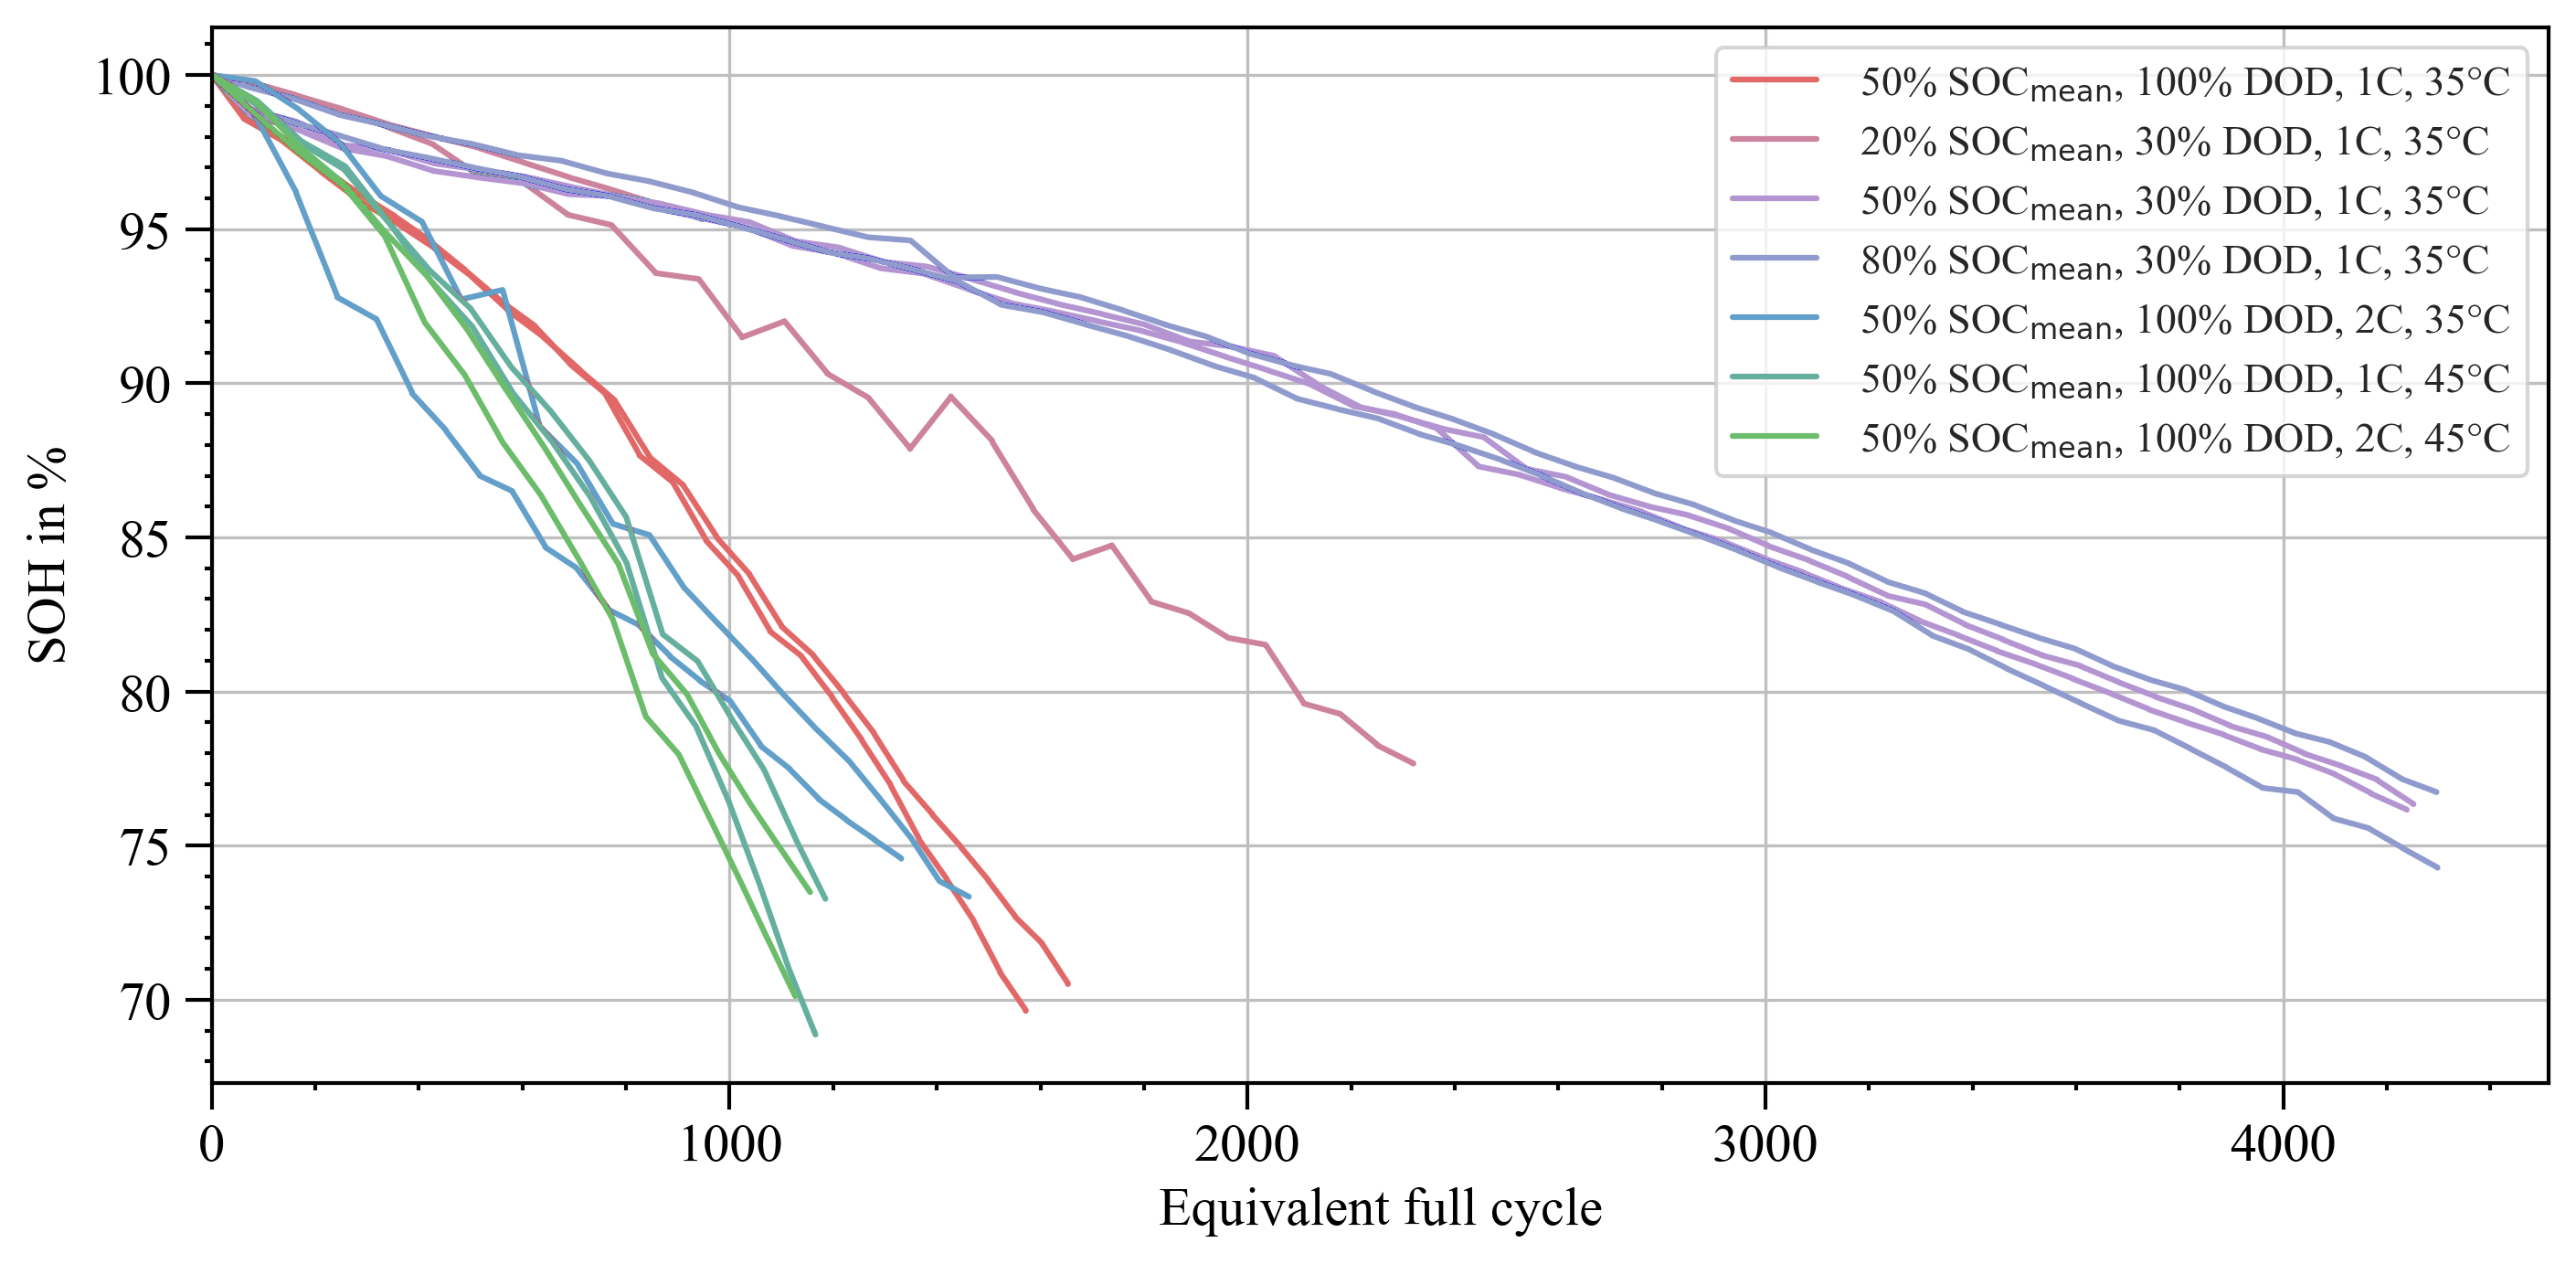 100
95
90
85
80
75
70
SOH in %
0
1000
2000
3000
4000
Equivalent full cycle
50% SOCmean, 100% DOD, 1C, 35°C
20% SOCmean, 30% DOD, 1C, 35°C
50% SOCmean, 30% DOD, 1C, 35°C
80% SOCmean, 30% DOD, 1C, 35°C
50% SOCmean, 100% DOD, 2C, 35°C
50% SOCmean, 100% DOD, 1C, 45°C
50% SOCmean, 100% DOD, 2C, 45°C